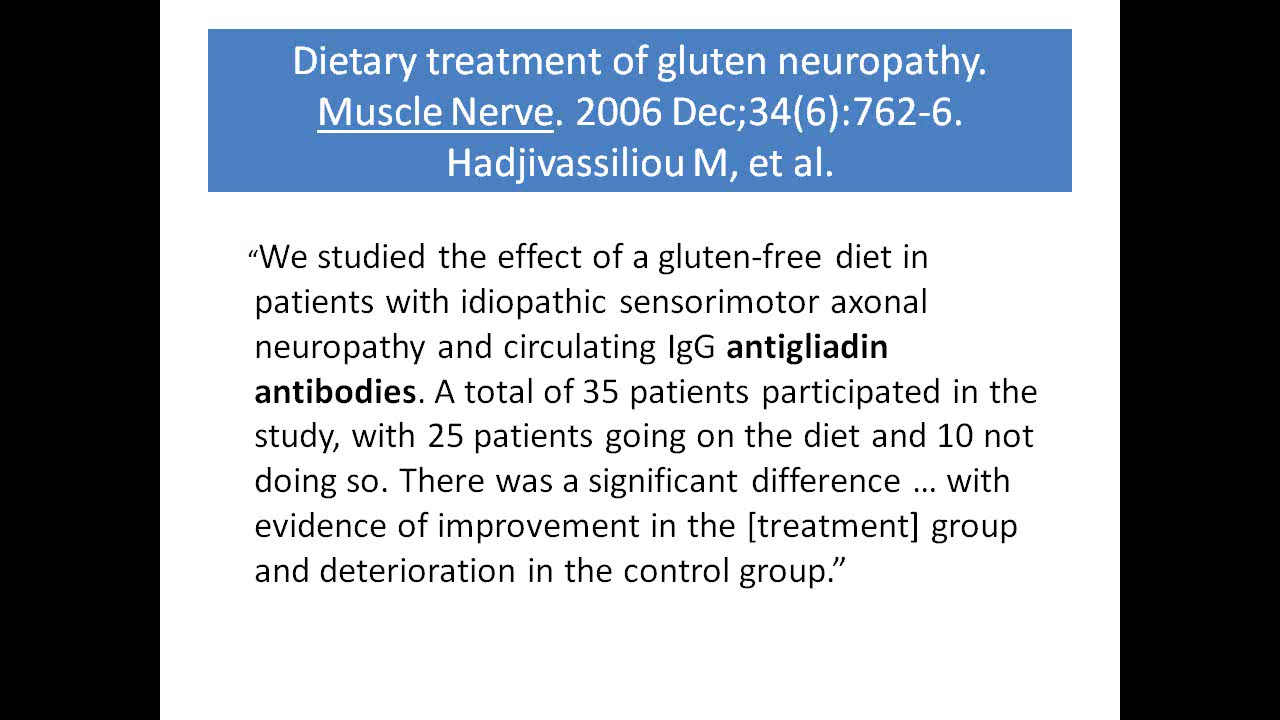 Dietary treatment of gluten neuropathy.
Muscle Nerve. 2006 Dec;34(6):762-6.
Hadjivassiliou M, et al.
“We studied the effect of a gluten-free diet in
patients with idiopathic sensorimotor axonal
neuropathy and circulating IgG antigliadin
antibodies. A total of 35 patients participated in the
study, with 25 patients going on the diet and 10 not
doing so. There was a significant difference … with
evidence of improvement in the [treatment] group
and deterioration in the control group.”